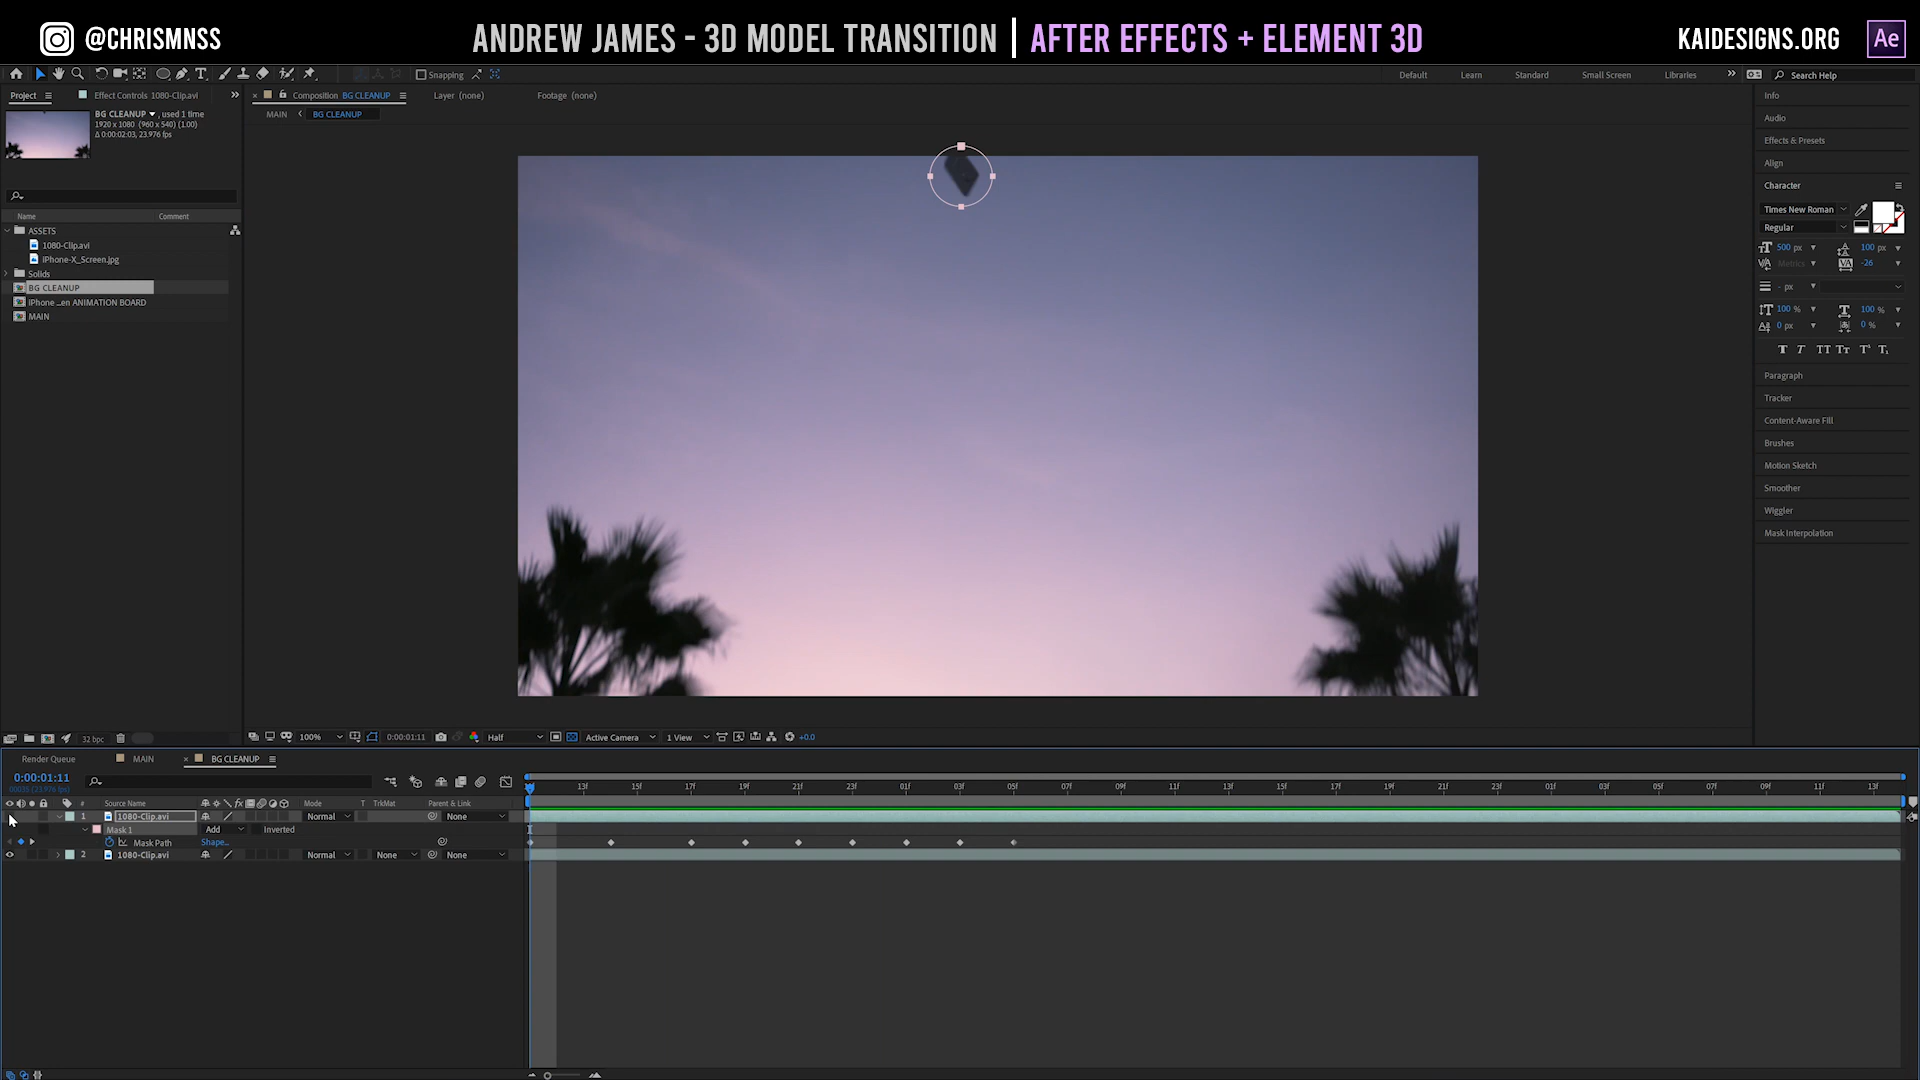 @CHRISMNSS
ANDREW JAMES - 3D MODEL TRANSITION | AFTER EFFECTS + ELEMENT 3D
KAIDESIGNS.ORG
Ae
Snapping
Default
Learn
Standard
Small Screen
Libraries
Search Help
Project
Effect Controls 1080-Clip.avi
Composition BG CLEANUP
Layer (none)
Footage (none)
MAIN
BG CLEANUP
BG CLEANUP , used 1 time
1920 x 1080 (960 x 540) (1.00)
Δ 0:00:02:03, 23.976 fps
Name
Comment
ASSETS
1080-Clip.avi
IPhone-X_Screen.jpg
Solids
BG CLEANUP
IPhone ...en ANIMATION BOARD
MAIN
Info
Audio
Effects & Presets
Align
Character
Times New Roman
Regular
500 px
100 px
Metrics
-26
- px
100 %
100 %
0 px
0 %
Paragraph
Tracker
Content-Aware Fill
Brushes
Motion Sketch
Smoother
Wiggler
Mask Interpolation
32 bpc
100%
0:00:01:11
Half
Active Camera
1 View
+0.0
Render Queue
MAIN
BG CLEANUP
0:00:01:11
00035 (23.976 fps)
# Source Name
Mode
T TrkMat
Parent & Link
1 1080-Clip.avi
Normal
None
Mask 1
Add
Inverted
Mask Path
Shape...
2 1080-Clip.avi
Normal
None
None
13f 15f 17f 19f 21f 23f 01f 03f 05f 07f 09f 11f 13f 15f 17f 19f 21f 23f 01f 03f 05f 07f 09f 11f 13f